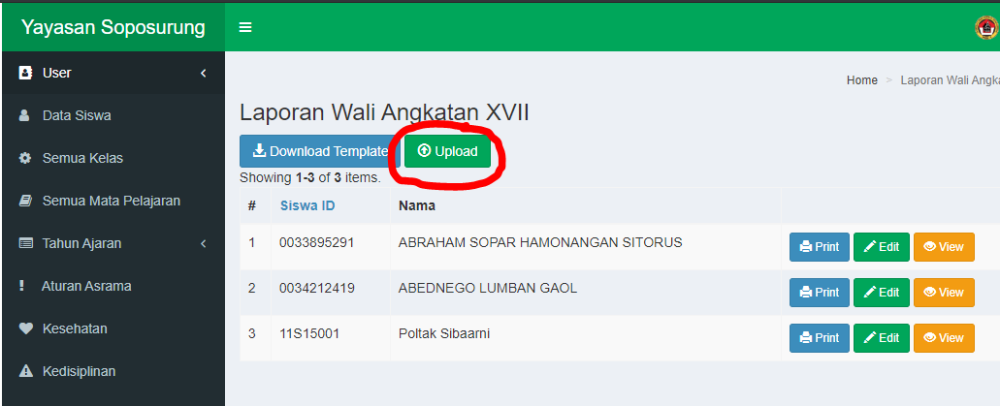 Yayasan Soposurung
User
Data Siswa
Semua Kelas
Semua Mata Pelajaran
Tahun Ajaran
Aturan Asrama
Kesehatan
Kedisiplinan
Home > Laporan Wali Angka
Laporan Wali Angkatan XVII
Download Template Upload
Showing 1-3 of 3 items.
# Siswa ID Nama
1 0033895291 ABRAHAM SOPAR HAMONANGAN SITORUS Print Edit View
2 0034212419 ABEDNEGO LUMBAN GAOL Print Edit View
3 11S15001 Poltak Sibaarni Print Edit View